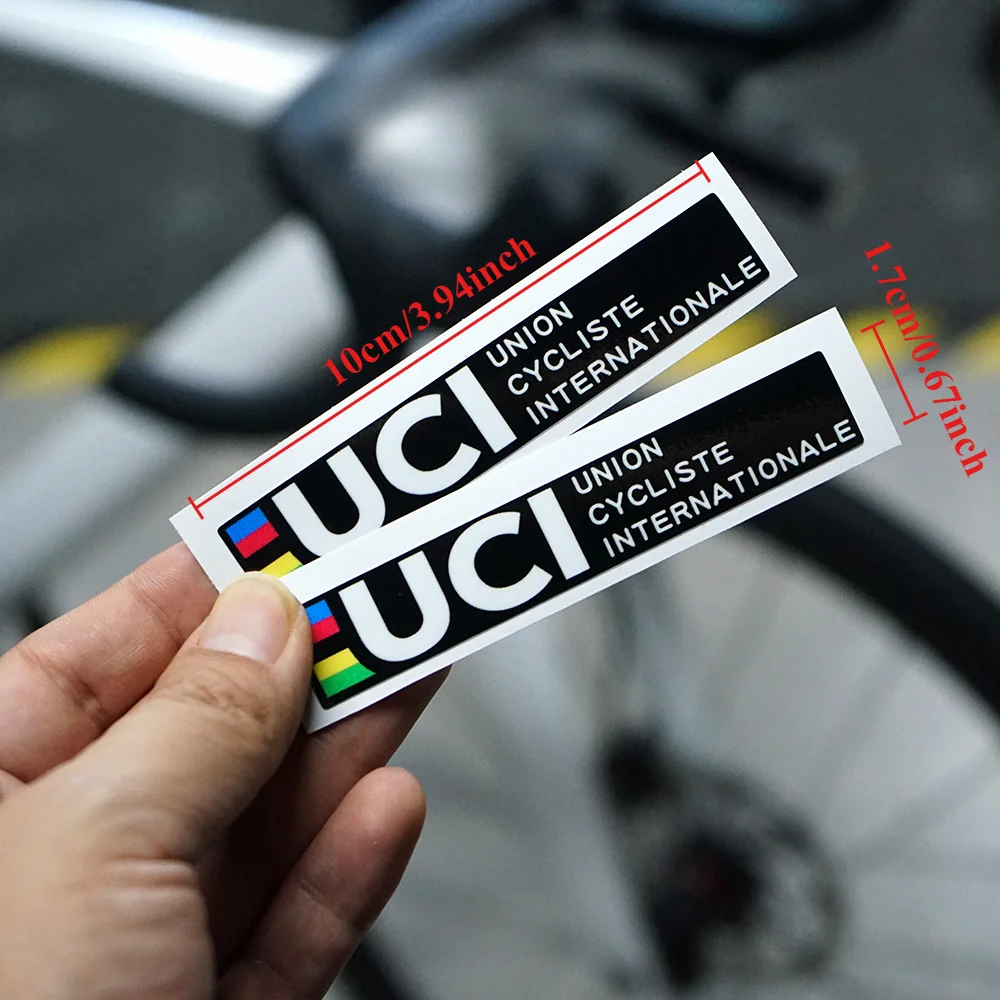 10cm/3.94inch
1.7cm/0.67inch
UCI
UNION
CYCLISTE
INTERNATIONALE
UCI
UNION
CYCLISTE
INTERNATIONALE